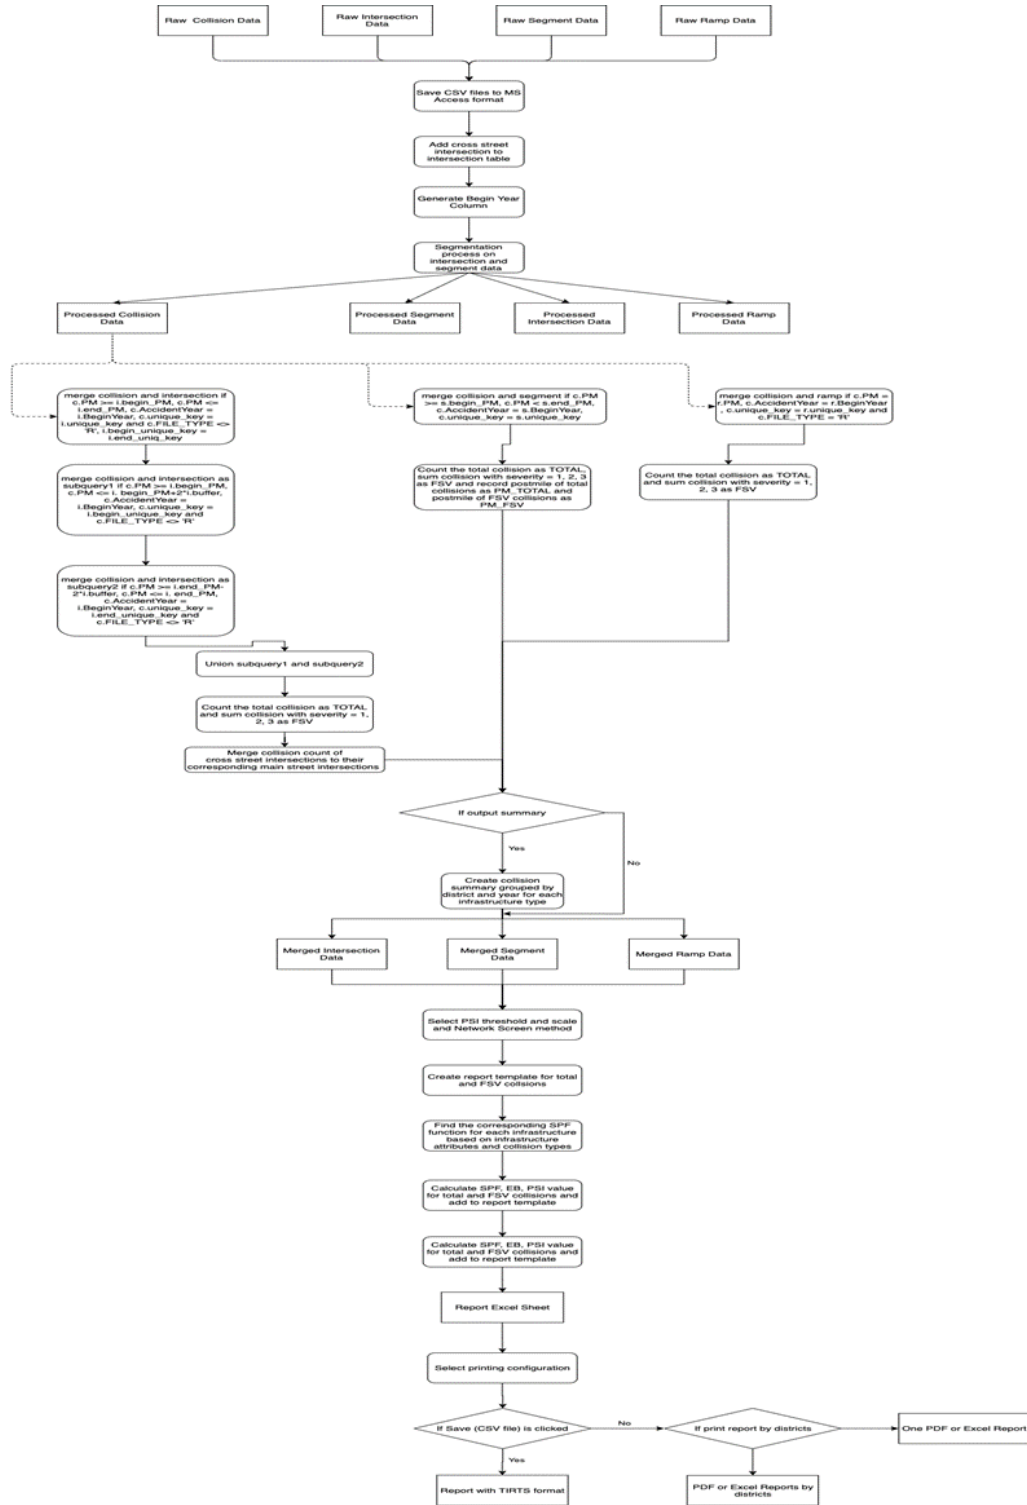 Raw Collision Data
Raw Intersection
Data
Raw Segment Data
Raw Ramp Data
Save CSV files to MS
Access format
Add cross street
intersection to
intersection table
Generate Begin Year
Column
Segmentation
process on
intersection and
segment data
Processed Collision
Data
Processed Segment
Data
Processed
Intersection Data
Processed Ramp
Data
merge collision and intersection if
c.PM >= i.begin_PM, c.PM <=
i.end_PM, c.AccidentYear =
i.BeginYear, c.unique_key =
i.unique_key and c.FILE_TYPE <>
'R', i.begin_unique_key =
i.end_uniq_key
merge collision and segment if c.PM
>= s.begin_PM, c.PM < s.end_PM,
c.AccidentYear = s.BeginYear,
c.unique_key = s.unique_key
merge collision and ramp if c.PM =
r.PM, c.AccidentYear = r.BeginYear
, c.unique_key = r.unique_key and
c.FILE_TYPE = 'R'
merge collision and intersection as
subquery1 if c.PM >= i.begin_PM,
c.PM <= i. begin_PM+2*i.buffer,
c.AccidentYear =
i.BeginYear, c.unique_key =
i.begin_unique_key and
c.FILE_TYPE <> 'R'
Count the total collision as TOTAL,
sum collision with severity = 1, 2, 3
as FSV and record postmile of total
collisions as PM_TOTAL and
postmile of FSV collisions as
PM_FSV
Count the total collision as TOTAL
and sum collision with severity = 1,
2, 3 as FSV
merge collision and intersection as
subquery2 if c.PM >= i.end_PM-
2*i.buffer, c.PM <= i. end_PM,
c.AccidentYear =
i.BeginYear, c.unique_key =
i.end_unique_key and
c.FILE_TYPE <> 'R'
Union subquery1 and subquery2
Count the total collision as TOTAL
and sum collision with severity = 1,
2, 3 as FSV
Merge collision count of
cross street intersections to their
corresponding main street intersections
If output summary
Yes
No
Create collision
summary grouped by
district and year for each
infrastructure type
Merged Intersection
Data
Merged Segment
Data
Merged Ramp Data
Select PSI threshold and scale
and Network Screen method
Create report template for total
and FSV collsions
Find the corresponding SPF
function for each infrastructure
based on infrastructure
attributes and collision types
Calculate SPF, EB, PSI value
for total and FSV collisions and
add to report template
Calculate SPF, EB, PSI value
for total and FSV collisions and
add to report template
Report Excel Sheet
Select printing configuration
If Save (CSV file) is clicked
No
If print report by districts
One PDF or Excel Report
Yes
Report with TIRTS format
PDF or Excel Reports by
districts